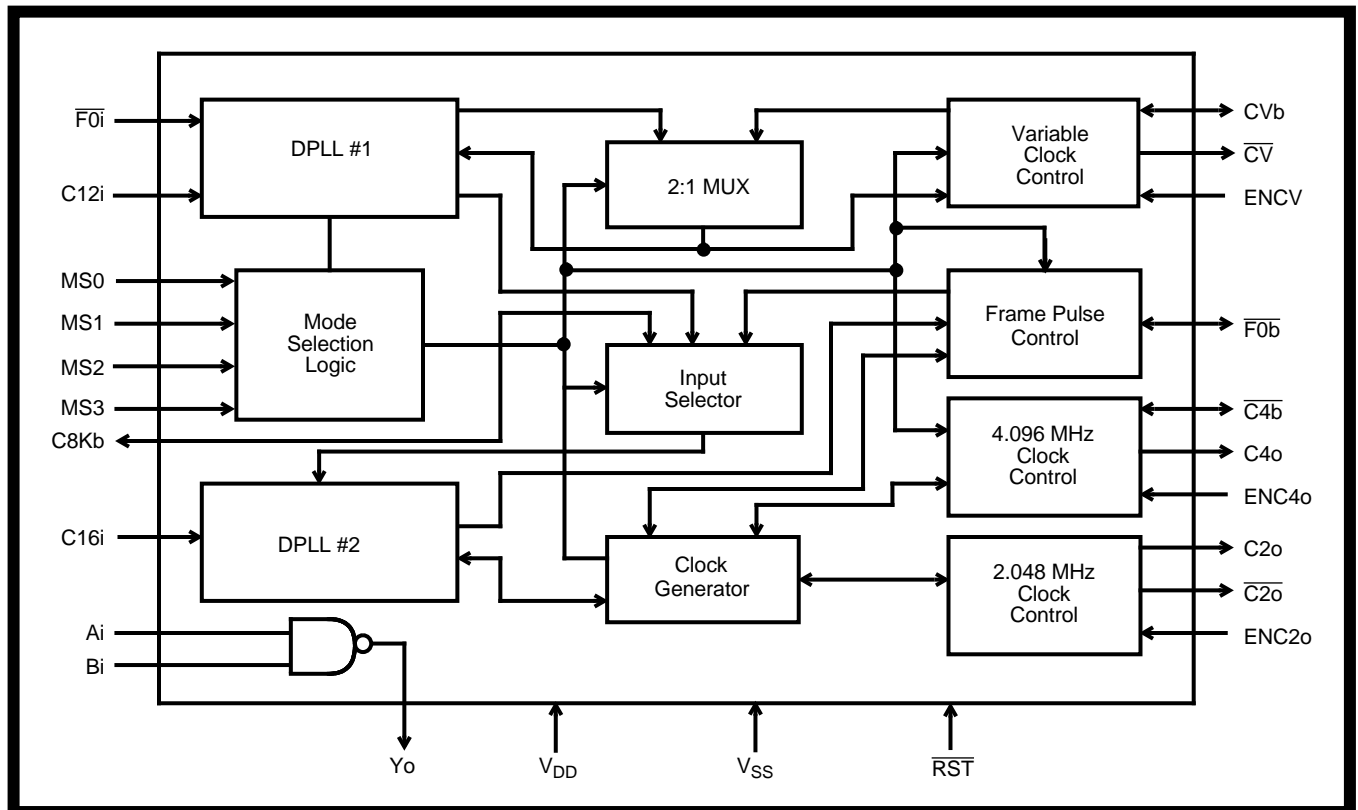 F0i
C12i
MS0
MS1
MS2
MS3
C8Kb
C16i
Ai
Bi
DPLL #1
Mode
Selection
Logic
DPLL #2
2:1 MUX
Input
Selector
Clock
Generator
Variable
Clock
Control
Frame Pulse
Control
4.096 MHz
Clock
Control
2.048 MHz
Clock
Control
CVb
CV
ENCV
F0b
C4b
C4o
ENC4o
C2o
C2o
ENC2o
Yo
VDD
VSS
RST